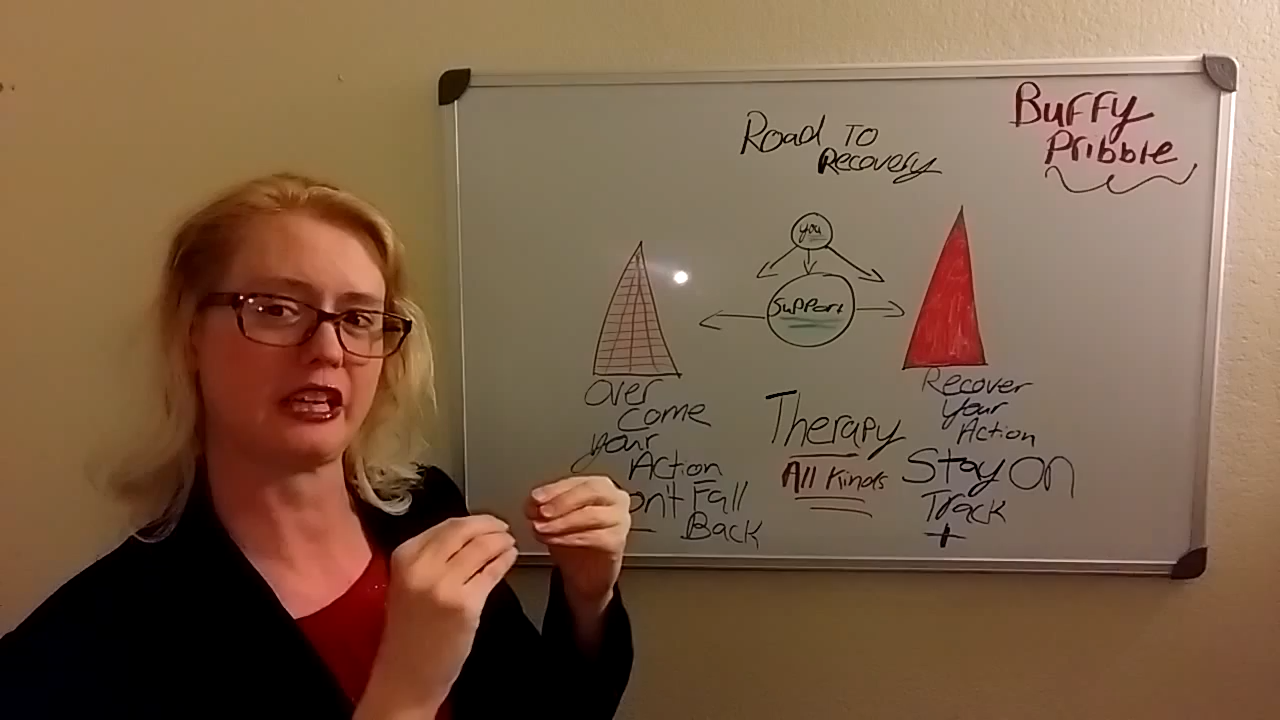 Road To
Recovery
Buffy
Pribble
you
Support
Over
come
your
Action
on't Fall
Back
Therapy
All Kinds
Recover
Your
Action
Stay On
Track
+